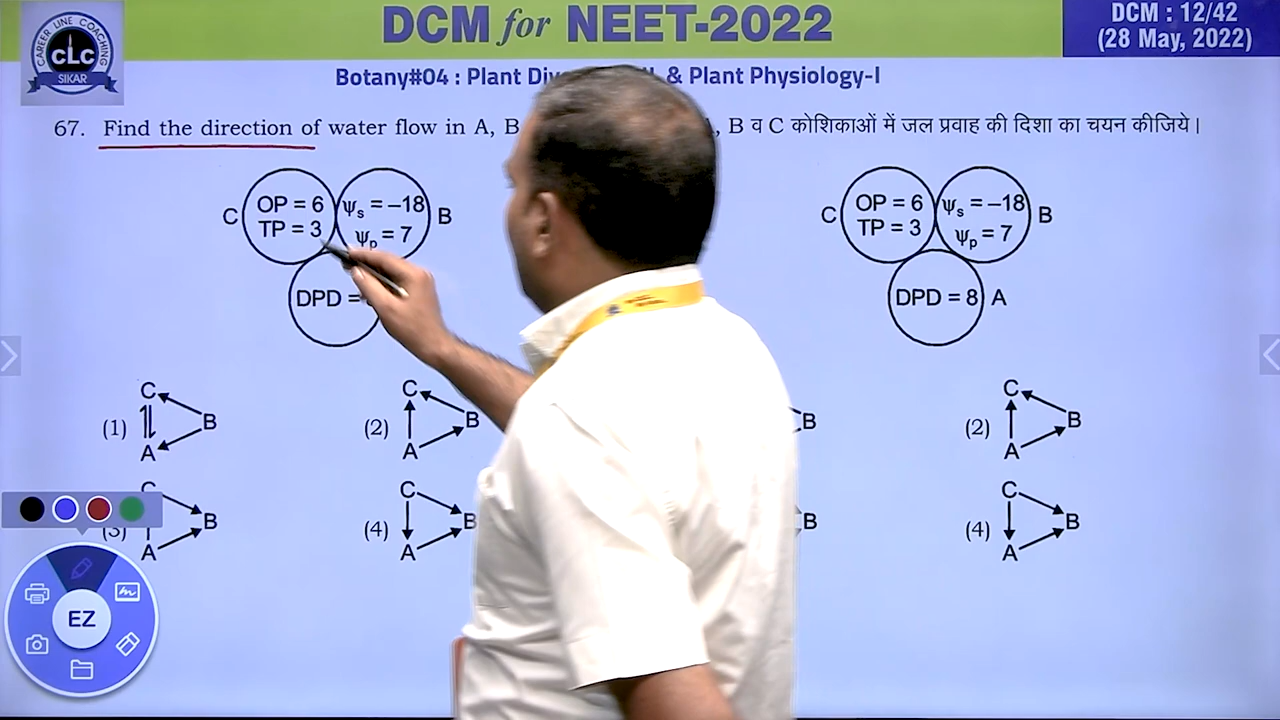 DCM for NEET-2022
DCM : 12/42
(28 May, 2022)
CAREER LINE COACHING
CLC
SIKAR
Botany#04 : Plant & Plant Physiology-I
67. Find the direction of water flow in A, B
B व C कोशिकाओं में जल प्रवाह की दिशा का चयन कीजिये।
C OP = 6 ψs = –18 B
TP = 3 ψp = 7
DPD =
C OP = 6 ψs = –18 B
TP = 3 ψp = 7
DPD = 8 A
(1) C B A
(2) C B A
B
(2) C B A
(3) C B A
(4) C B A
B
(4) C B A
EZ